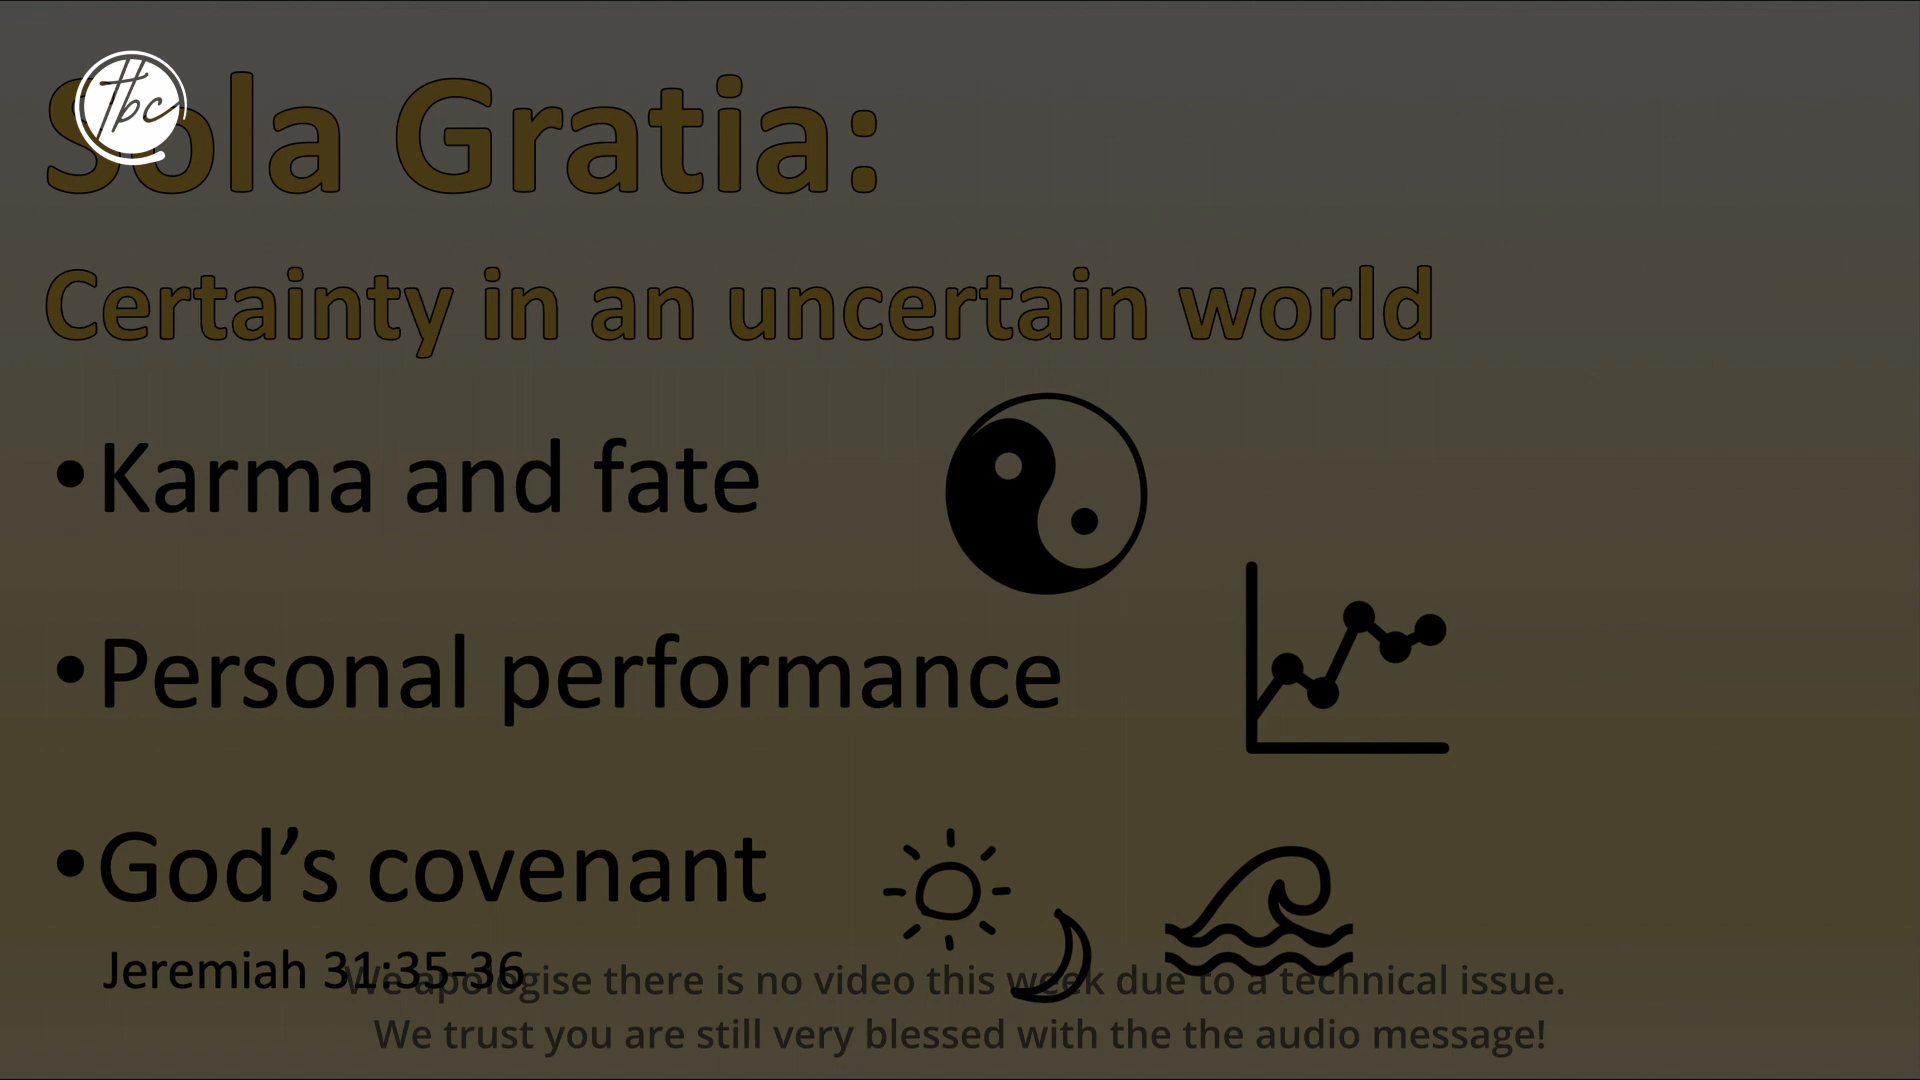 tbc
Sola Gratia:
Certainty in an uncertain world
•Karma and fate
•Personal performance
•God’s covenant
Jeremiah 31:35-36
We apologise there is no video this week due to a technical issue.
We trust you are still very blessed with the the audio message!